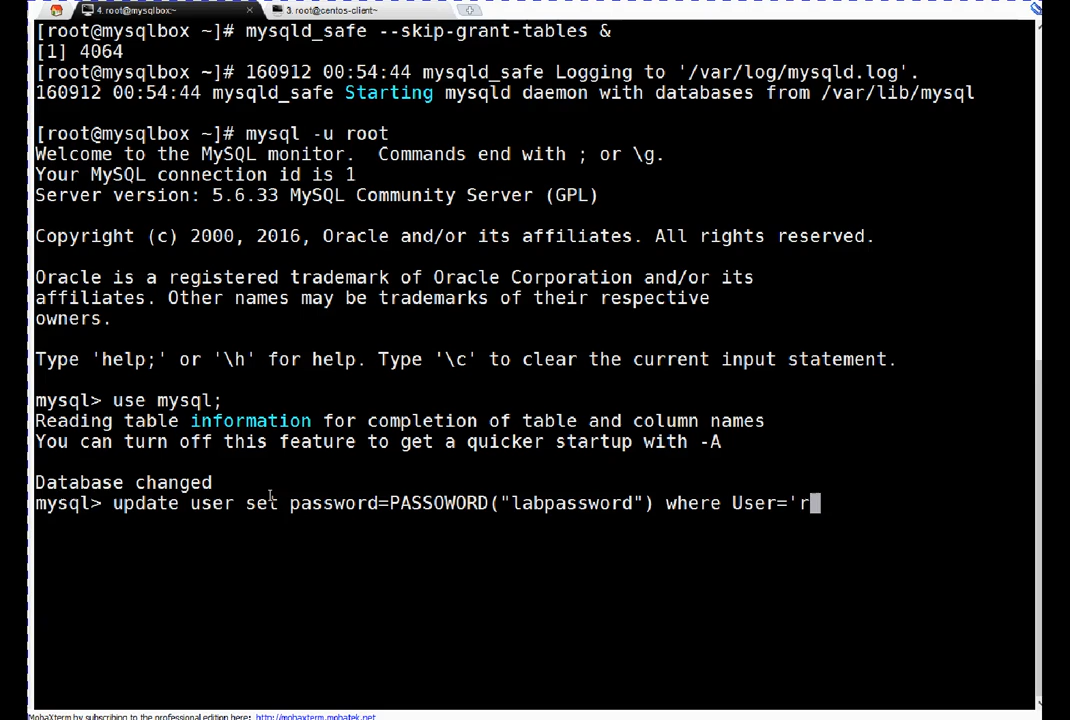 4. root@mysqlbox:~
3. root@centos-client~
[root@mysqlbox ~]# mysqld_safe --skip-grant-tables &
[1] 4064
[root@mysqlbox ~]# 160912 00:54:44 mysqld_safe Logging to '/var/log/mysqld.log'.
160912 00:54:44 mysqld_safe Starting mysqld daemon with databases from /var/lib/mysql
[root@mysqlbox ~]# mysql -u root
Welcome to the MySQL monitor.  Commands end with ; or \g.
Your MySQL connection id is 1
Server version: 5.6.33 MySQL Community Server (GPL)
Copyright (c) 2000, 2016, Oracle and/or its affiliates. All rights reserved.
Oracle is a registered trademark of Oracle Corporation and/or its
affiliates. Other names may be trademarks of their respective
owners.
Type 'help;' or '\h' for help. Type '\c' to clear the current input statement.
mysql> use mysql;
Reading table information for completion of table and column names
You can turn off this feature to get a quicker startup with -A
Database changed
mysql> update user set password=PASSOWORD("labpassword") where User='r
MobaXterm by subscribing to the professional edition here: http://mobaxterm.mobatek.net